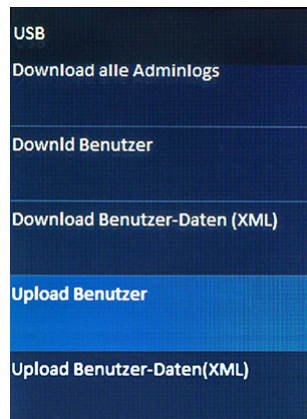 USB
Download alle Adminlogs
Downld Benutzer
Download Benutzer-Daten (XML)
Upload Benutzer
Upload Benutzer-Daten(XML)